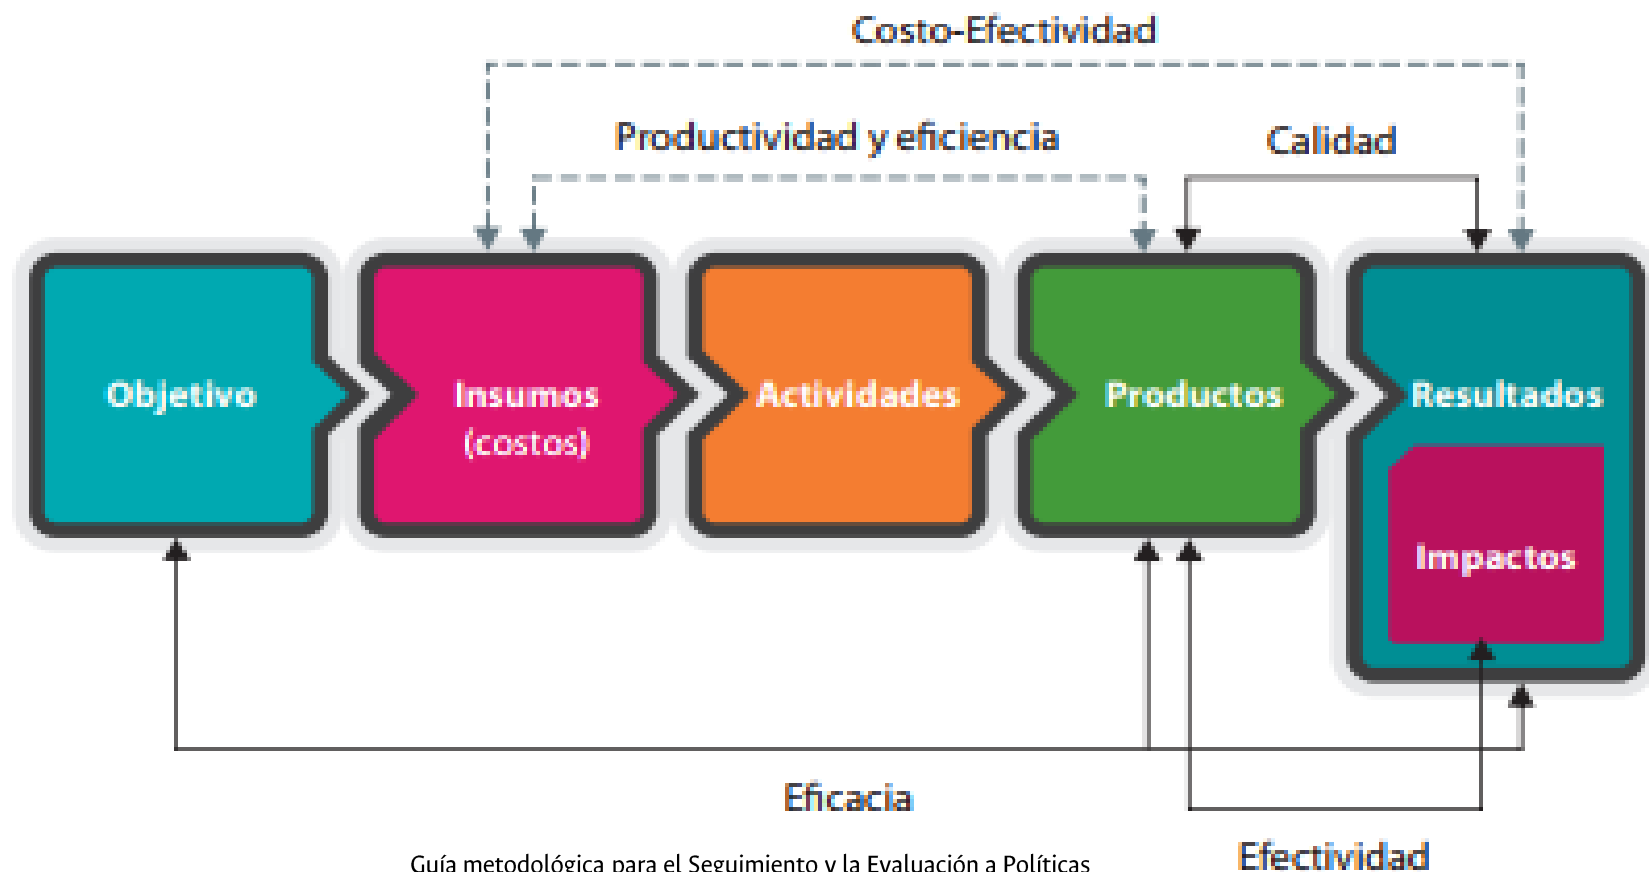 Costo-Efectividad
Productividad y eficiencia
Calidad
Objetivo
Insumos
(costos)
Actividades
Productos
Resultados
Impactos
Eficacia
Efectividad
Guía metodológica para el Seguimiento y la Evaluación a Políticas